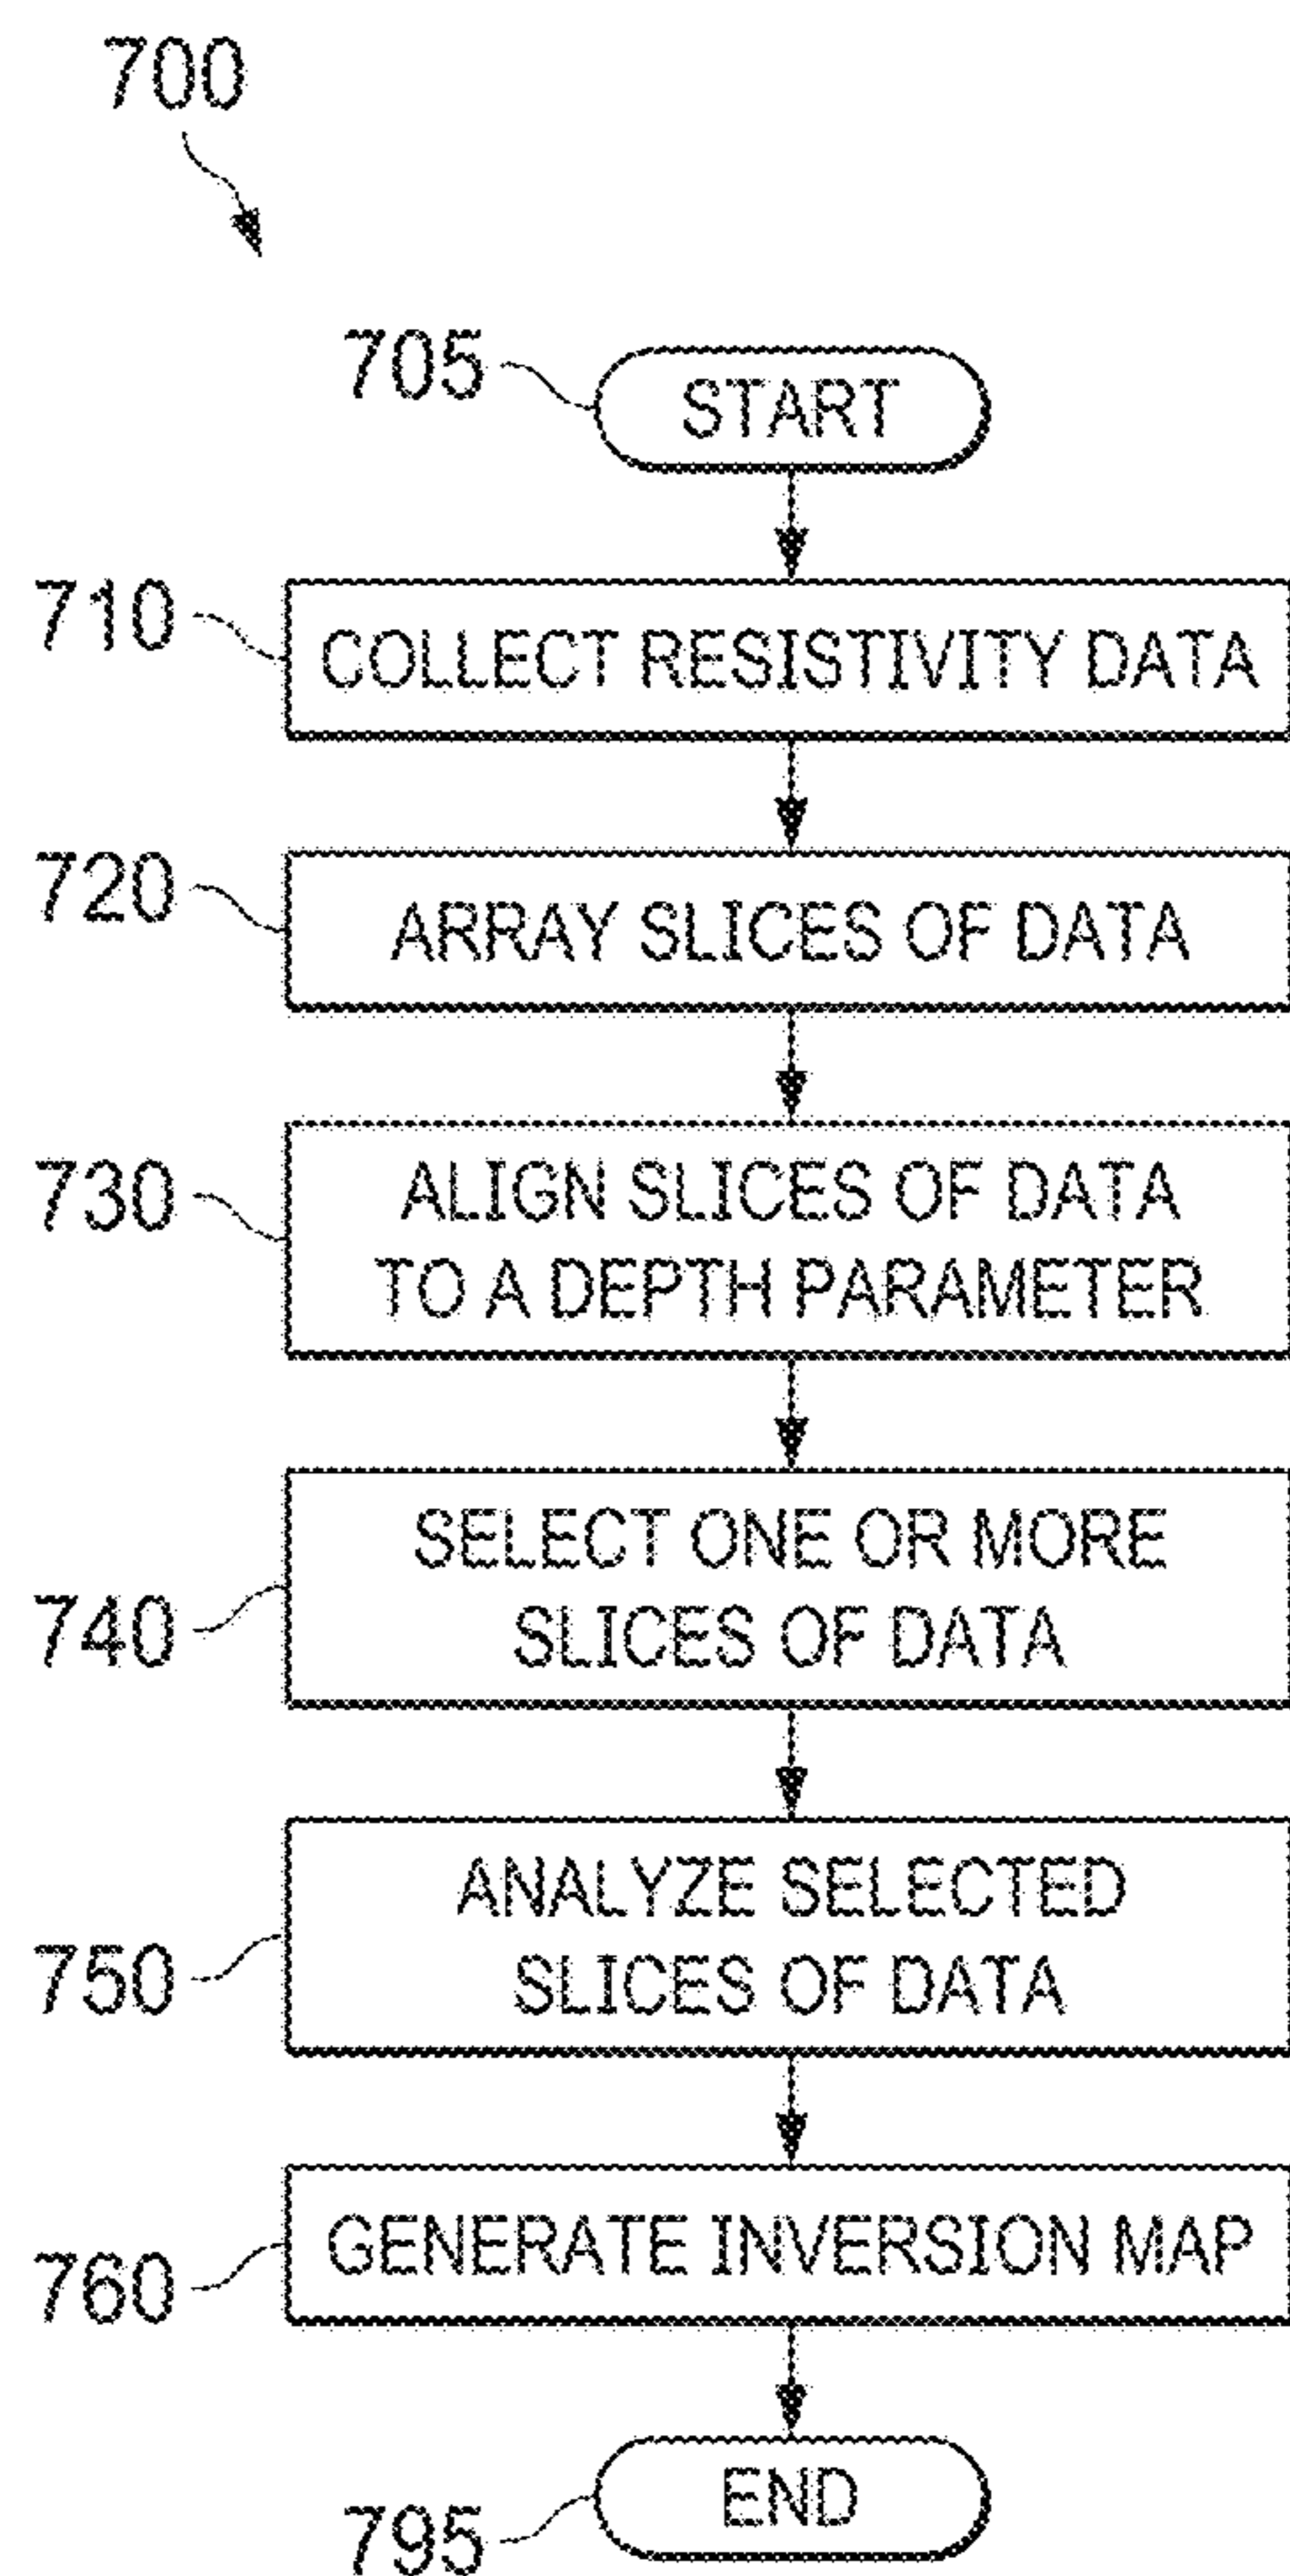 700
705
START
710
COLLECT RESISTIVITY DATA
720
ARRAY SLICES OF DATA
730
ALIGN SLICES OF DATA
TO A DEPTH PARAMETER
740
SELECT ONE OR MORE
SLICES OF DATA
750
ANALYZE SELECTED
SLICES OF DATA
760
GENERATE INVERSION MAP
795
END